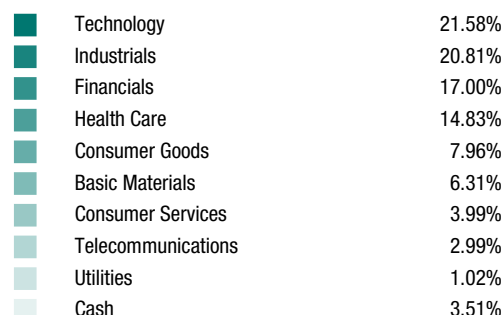 Technology 21.58%
Industrials 20.81%
Financials 17.00%
Health Care 14.83%
Consumer Goods 7.96%
Basic Materials 6.31%
Consumer Services 3.99%
Telecommunications 2.99%
Utilities 1.02%
Cash 3.51%